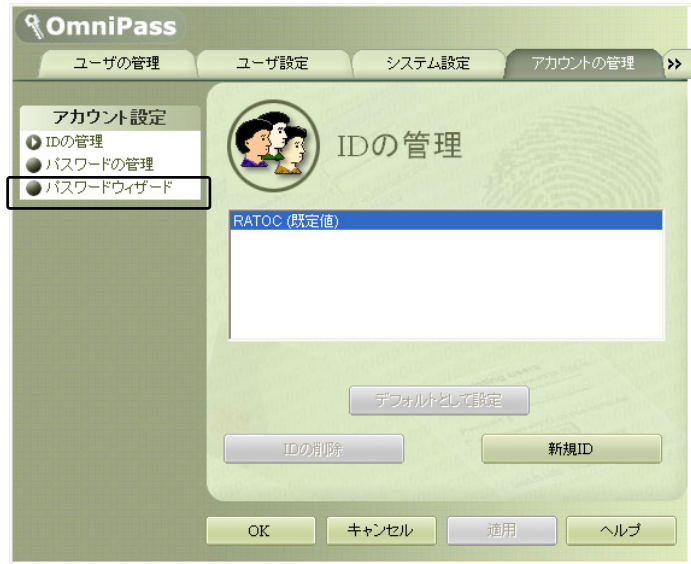 OmniPass
ユーザの管理 ユーザ設定 システム設定 アカウントの管理 »
アカウント設定
IDの管理
パスワードの管理
パスワードウィザード
IDの管理
RATOC (既定値)
デフォルトとして設定
IDの削除 新規ID
OK キャンセル 適用 ヘルプ